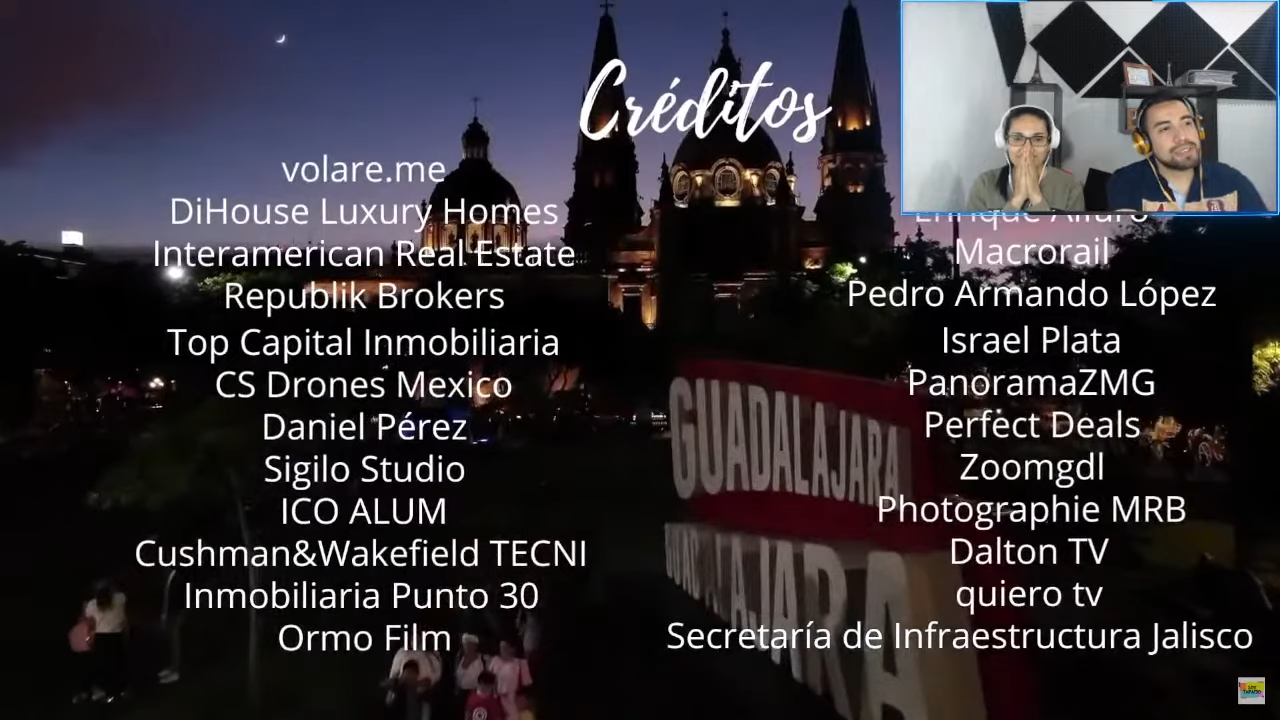 Créditos
volare.me
DiHouse Luxury Homes
Interamerican Real Estate
Republik Brokers
Top Capital Inmobiliaria
CS Drones Mexico
Daniel Pérez
Sigilo Studio
ICO ALUM
Cushman&Wakefield TECNI
Inmobiliaria Punto 30
Ormo Film
Enrique Alfaro
Macrorail
Pedro Armando López
Israel Plata
PanoramaZMG
Perfect Deals
Zoomgdl
Photographie MRB
Dalton TV
quiero tv
Secretaría de Infraestructura Jalisco
GUADALAJARA